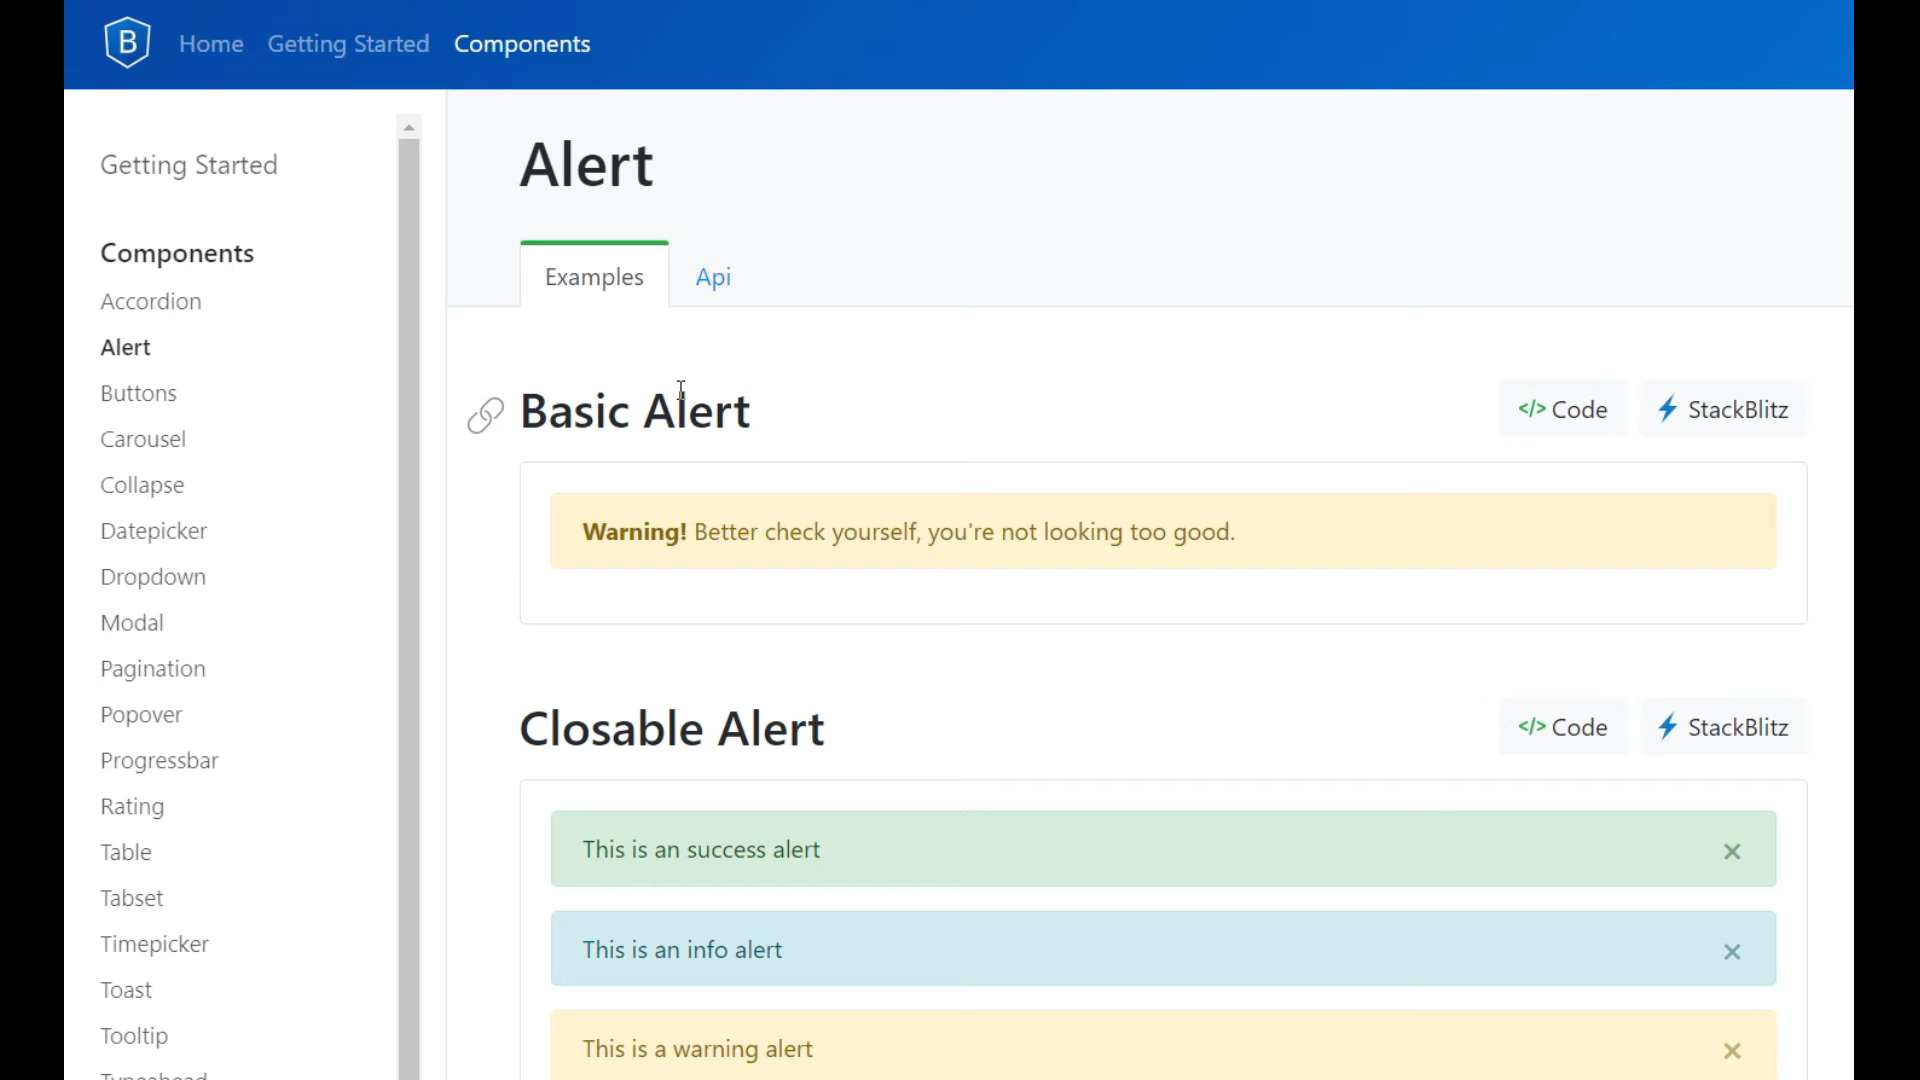 B Home Getting Started Components
Getting Started
Components
Accordion
Alert
Buttons
Carousel
Collapse
Datepicker
Dropdown
Modal
Pagination
Popover
Progressbar
Rating
Table
Tabset
Timepicker
Toast
Tooltip
Typeahead
Alert
Examples Api
Basic Alert </> Code StackBlitz
Warning! Better check yourself, you're not looking too good.
Closable Alert </> Code StackBlitz
This is an success alert ×
This is an info alert ×
This is a warning alert ×